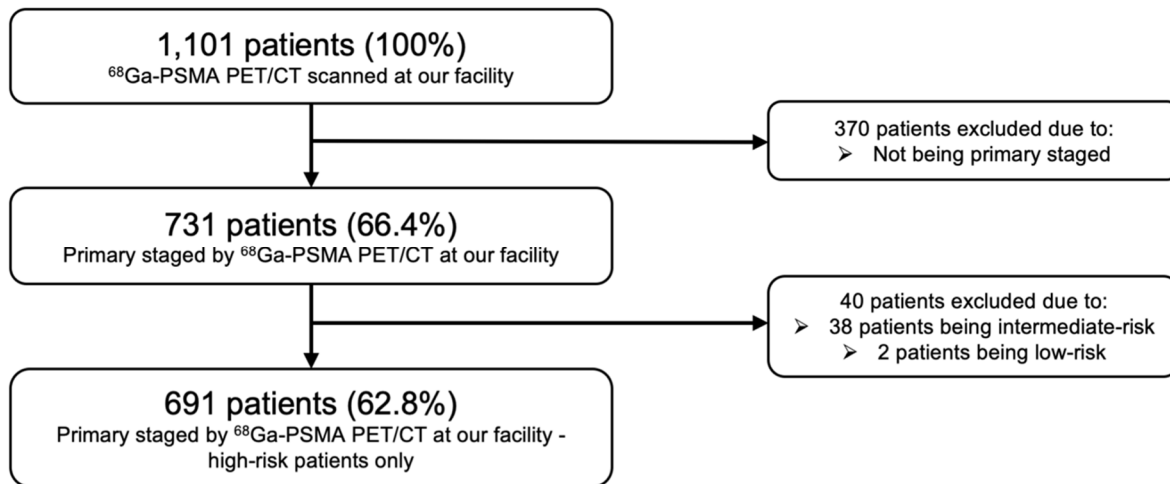 1,101 patients (100%)
⁶⁸Ga-PSMA PET/CT scanned at our facility
370 patients excluded due to:
➢ Not being primary staged
731 patients (66.4%)
Primary staged by ⁶⁸Ga-PSMA PET/CT at our facility
40 patients excluded due to:
➢ 38 patients being intermediate-risk
➢ 2 patients being low-risk
691 patients (62.8%)
Primary staged by ⁶⁸Ga-PSMA PET/CT at our facility -
high-risk patients only